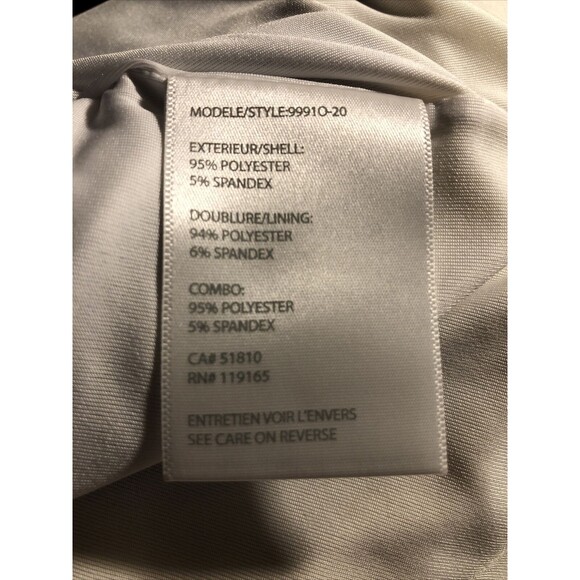 MODELE/STYLE:9991O-20
EXTERIEUR/SHELL:
95% POLYESTER
5% SPANDEX
DOUBLURE/LINING:
94% POLYESTER
6% SPANDEX
COMBO:
95% POLYESTER
5% SPANDEX
CA# 51810
RN# 119165
ENTRETIEN VOIR L'ENVERS
SEE CARE ON REVERSE